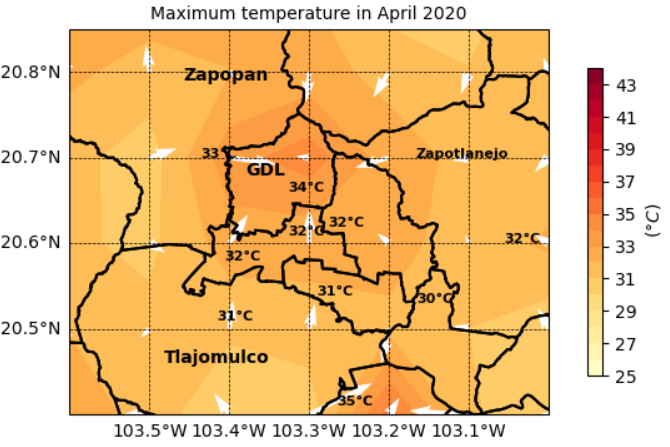 Maximum temperature in April 2020
20.8°N
20.7°N
20.6°N
20.5°N
Zapopan
33
GDL
Zapotlanejo
34°C
32°C
32°C
32°C
32°C
31°C
30°C
31°C
Tlajomulco
35°C
103.5°W 103.4°W 103.3°W 103.2°W 103.1°W
43
41
39
37
35
33
31
29
27
25
(°C)